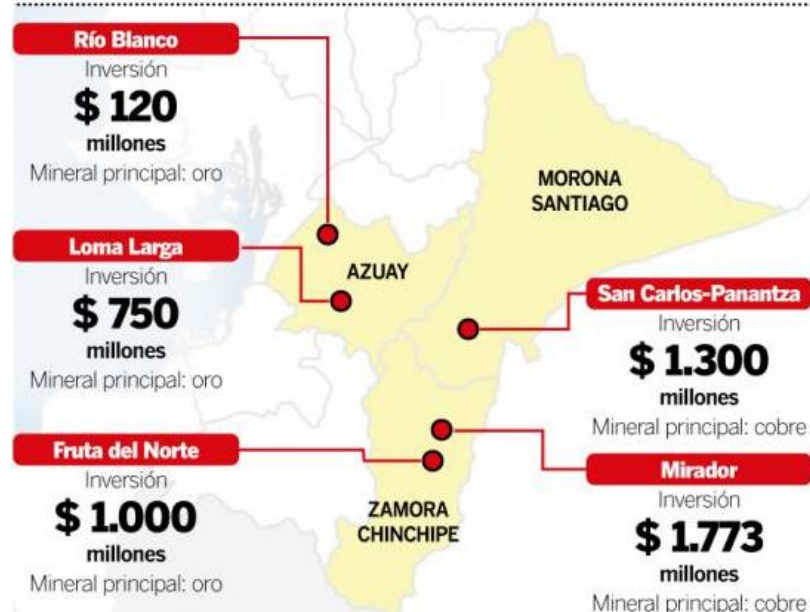 Río Blanco
Inversión
$ 120
millones
Mineral principal: oro
MORONA
SANTIAGO
Loma Larga
Inversión
$ 750
millones
Mineral principal: oro
AZUAY
San Carlos-Panantza
Inversión
$ 1.300
millones
Mineral principal: cobre
Fruta del Norte
Inversión
$ 1.000
millones
Mineral principal: oro
ZAMORA
CHINCHIPE
Mirador
Inversión
$ 1.773
millones
Mineral principal: cobre